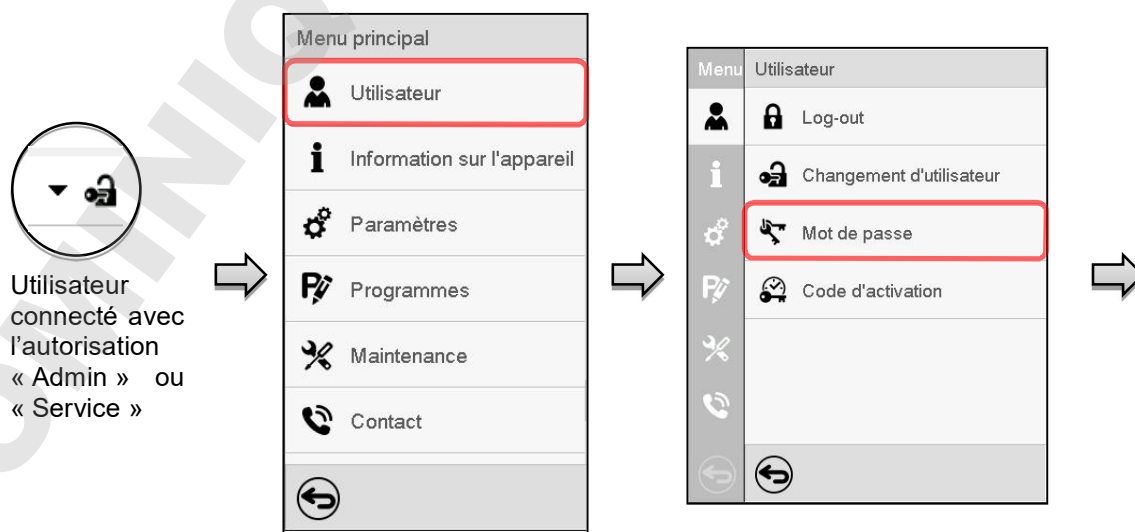 Utilisateur
connecté avec
l'autorisation
« Admin » ou
« Service »
Menu principal
Utilisateur
Information sur l'appareil
Paramètres
Programmes
Maintenance
Contact
Menu
Utilisateur
Log-out
Changement d'utilisateur
Mot de passe
Code d'activation